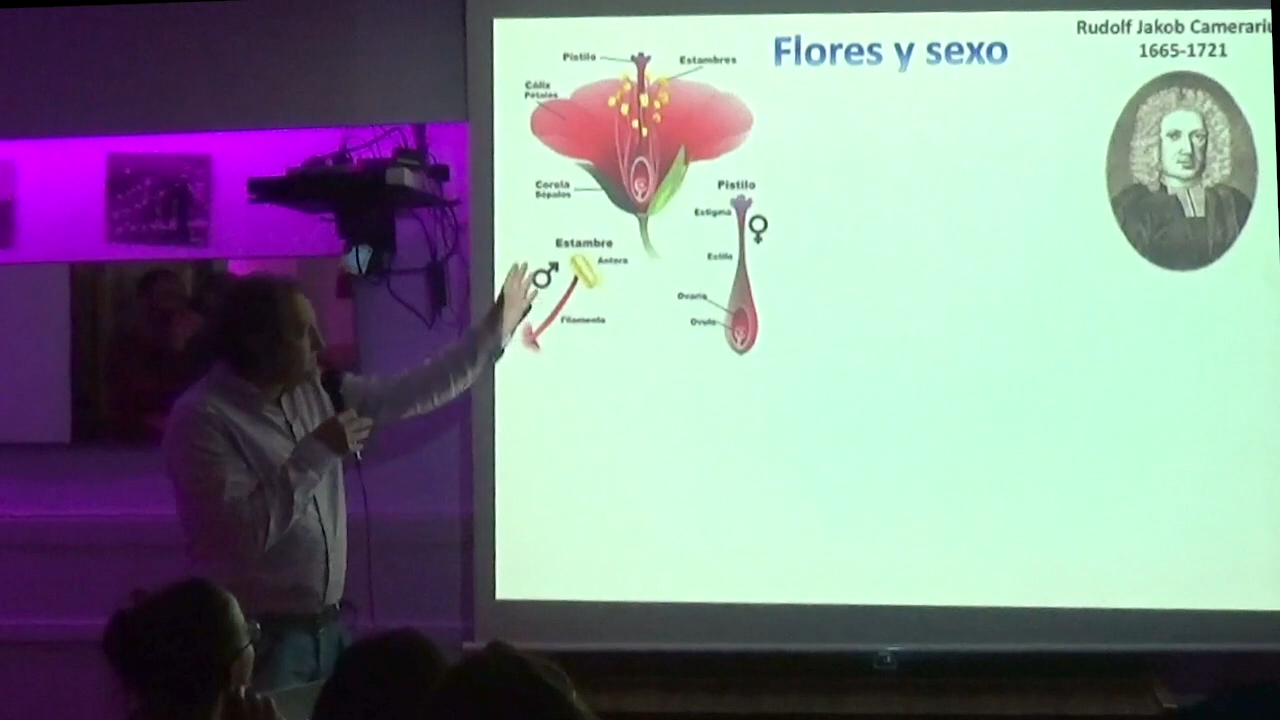 Flores y sexo
Rudolf Jakob Camerariu
1665-1721
Pistilo
Estambres
Cáliz
Pétalos
Corola
Sépalos
Pistilo
Estigma
Estilo
Ovario
Ovulo
Estambre
Antera
Filamento